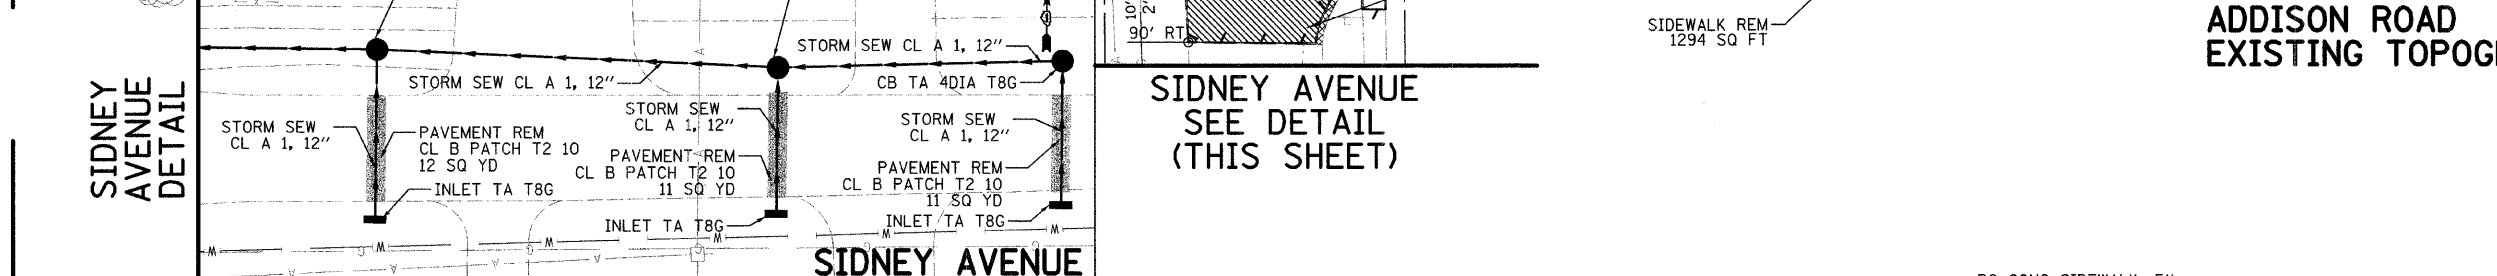 SIDNEY
AVENUE
DETAIL
STORM SEW CL A 1, 12"
STORM SEW CL A 1, 12"
CB TA 4DIA T8G
STORM SEW
CL A 1, 12"
PAVEMENT REM
CL B PATCH T2 10
12 SQ YD
INLET TA T8G
STORM SEW
CL A 1, 12"
PAVEMENT REM
CL B PATCH T2 10
11 SQ YD
INLET TA T8G
STORM SEW
CL A 1, 12"
PAVEMENT REM
CL B PATCH T2 10
11 SQ YD
INLET TA T8G
W W W W W W
SIDNEY AVENUE
10'
2'
90' RT
SIDNEY AVENUE
SEE DETAIL
(THIS SHEET)
SIDEWALK REM
1294 SQ FT
ADDISON ROAD
EXISTING TOPOG